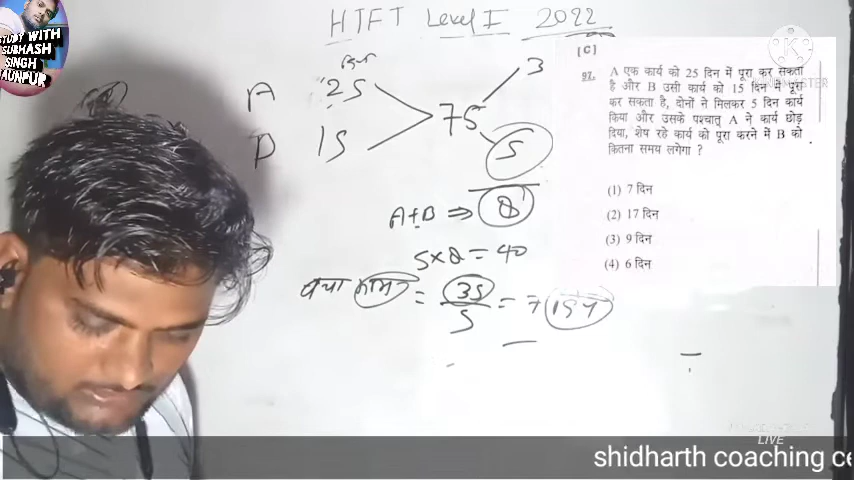 STUDY WITH
SUBHASH
SINGH
JAUNPUR
HTET Level I 2022
A 25 दिन
B 15
75
3
5
A+B ⇒ 8
5×8 = 40
बचा काम = 35/5 = 7 दिन
[C]
97. A एक कार्य को 25 दिन में पूरा कर सकता
है और B उसी कार्य को 15 दिन में पूरा
कर सकता है, दोनों ने मिलकर 5 दिन कार्य
किया और उसके पश्चात् A ने कार्य छोड़
दिया, शेष रहे कार्य को पूरा करने में B को
कितना समय लगेगा ?
(1) 7 दिन
(2) 17 दिन
(3) 9 दिन
(4) 6 दिन
KINEMASTER
LIVE
shidharth coaching ce